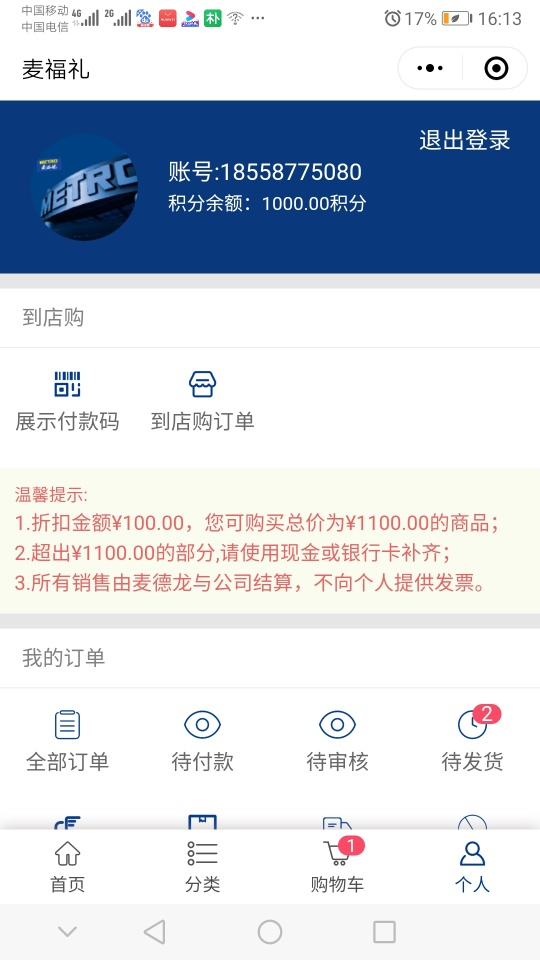 中国移动 4G 2G 17% 16:13
中国电信
麦福礼
退出登录
METRO
账号:18558775080
积分余额：1000.00积分
到店购
展示付款码 到店购订单
温馨提示:
1.折扣金额¥100.00，您可购买总价为¥1100.00的商品；
2.超出¥1100.00的部分,请使用现金或银行卡补齐；
3.所有销售由麦德龙与公司结算，不向个人提供发票。
我的订单
2
全部订单 待付款 待审核 待发货
1
首页 分类 购物车 个人